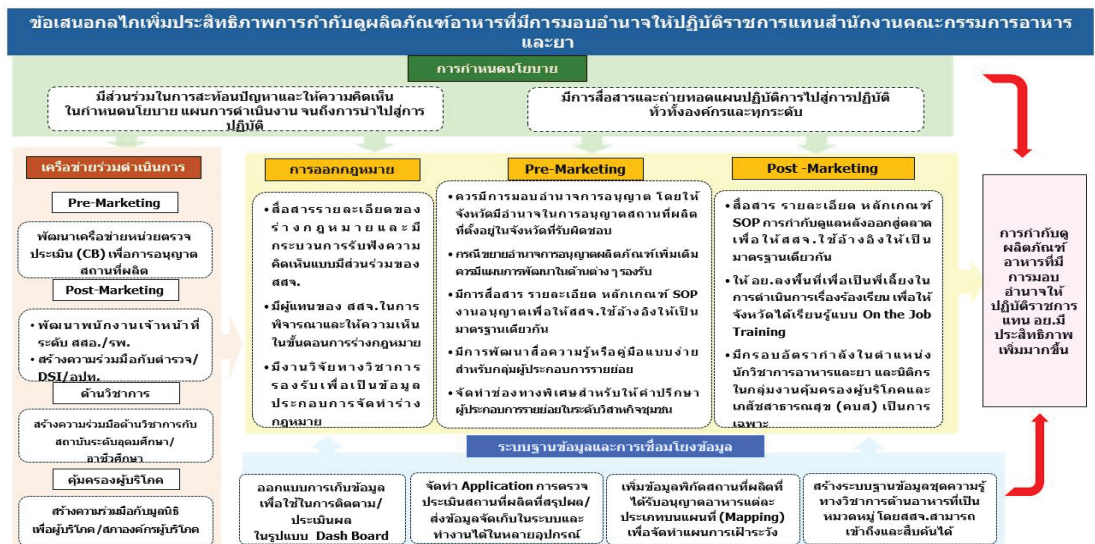 ข้อเสนอกลไกเพิ่มประสิทธิภาพการกำกับดูผลิตภัณฑ์อาหารที่มีการมอบอำนาจให้ปฏิบัติราชการแทนสำนักงานคณะกรรมการอาหาร
และยา
การกำหนดนโยบาย
มีส่วนร่วมในการสะท้อนปัญหาและให้ความคิดเห็น
ในกำหนดนโยบาย แผนการดำเนินงาน จนถึงการนำไปสู่การ
ปฏิบัติ
มีการสื่อสารและถ่ายทอดแผนปฏิบัติการไปสู่การปฏิบัติ
ทั่วทั้งองค์กรและทุกระดับ
เครือข่ายร่วมดำเนินการ
Pre-Marketing
พัฒนาเครือข่ายหน่วยตรวจ
ประเมิน (CB) เพื่อการอนุญาต
สถานที่ผลิต
Post-Marketing
• พัฒนาพนักงานเจ้าหน้าที่
ระดับ สสอ./รพ.
• สร้างความร่วมมือกับตำรวจ/
DSI/อปท.
ด้านวิชาการ
สร้างความร่วมมือด้านวิชาการกับ
สถาบันระดับอุดมศึกษา/
อาชีวศึกษา
คุ้มครองผู้บริโภค
สร้างความร่วมมือกับมูลนิธิ
เพื่อผู้บริโภค/สภาองค์กรผู้บริโภค
การออกกฎหมาย
• สื่อสารรายละเอียดของ
ร่างกฎหมายและมี
กระบวนการรับฟังความ
คิดเห็นแบบมีส่วนร่วมของ
สสจ.
• มีผู้แทนของ สสจ.ในการ
พิจารณาและให้ความเห็น
ในขั้นตอนการร่างกฎหมาย
• มีงานวิจัยทางวิชาการ
รองรับเพื่อเป็นข้อมูล
ประกอบการจัดทำร่าง
กฎหมาย
Pre-Marketing
• ควรมีการมอบอำนาจการอนุญาต โดยให้
จังหวัดมีอำนาจในการอนุญาตสถานที่ผลิต
ที่ตั้งอยู่ในจังหวัดที่รับผิดชอบ
• กรณีขยายอำนาจการอนุญาตผลิตภัณฑ์เพิ่มเติม
ควรมีแผนการพัฒนาในด้านต่าง ๆ รองรับ
• มีการสื่อสาร รายละเอียด หลักเกณฑ์ SOP
งานอนุญาตเพื่อให้สสจ.ใช้อ้างอิงให้เป็น
มาตรฐานเดียวกัน
• มีการพัฒนาสื่อความรู้หรือคู่มือแบบง่าย
สำหรับกลุ่มผู้ประกอบการรายย่อย
• จัดทำช่องทางพิเศษสำหรับให้คำปรึกษา
ผู้ประกอบการรายย่อยในระดับวิสาหกิจชุมชน
Post -Marketing
• สื่อสาร รายละเอียด หลักเกณฑ์
SOP การกำกับดูแลหลังออกสู่ตลาด
เพื่อให้สสจ.ใช้อ้างอิงให้เป็น
มาตรฐานเดียวกัน
• ให้ อย.ลงพื้นที่เพื่อเป็นพี่เลี้ยงใน
การดำเนินการเรื่องร้องเรียน เพื่อให้
จังหวัดได้เรียนรู้แบบ On the Job
Training
• มีกรอบอัตรากำลังในตำแหน่ง
นักวิชาการอาหารและยา และนิติกร
ในกลุ่มงานคุ้มครองผู้บริโภคและ
เภสัชสาธารณสุข (คบส) เป็นการ
เฉพาะ
การกำกับดู
ผลิตภัณฑ์
อาหารที่มี
การมอบ
อำนาจให้
ปฏิบัติราชการ
แทน อย.มี
ประสิทธิภาพ
เพิ่มมากขึ้น
ระบบฐานข้อมูลและการเชื่อมโยงข้อมูล
ออกแบบการเก็บข้อมูล
เพื่อใช้ในการติดตาม/
ประเมินผล
ในรูปแบบ Dash Board
จัดทำ Application การตรวจ
ประเมินสถานที่ผลิตที่สรุปผล/
ส่งข้อมูลจัดเก็บในระบบและ
ทำงานได้ในหลายอุปกรณ์
เพิ่มข้อมูลพิกัดสถานที่ผลิตที่
ได้รับอนุญาตอาหารแต่ละ
ประเภทบนแผนที่ (Mapping)
เพื่อจัดทำแผนการเฝ้าระวัง
สร้างระบบฐานข้อมูลชุดความรู้
ทางวิชาการด้านอาหารที่เป็น
หมวดหมู่ โดยสสจ.สามารถ
เข้าถึงและสืบค้นได้